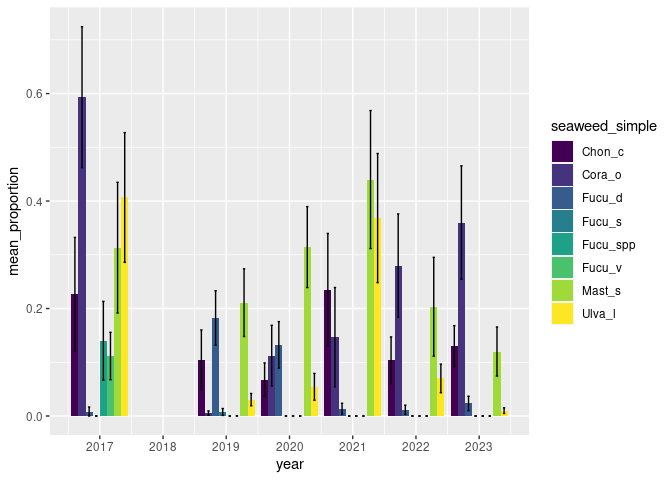 mean_proportion
0.6
0.4
0.2
0.0
2017 2018 2019 2020 2021 2022 2023
year
seaweed_simple
Chon_c
Cora_o
Fucu_d
Fucu_s
Fucu_spp
Fucu_v
Mast_s
Ulva_l